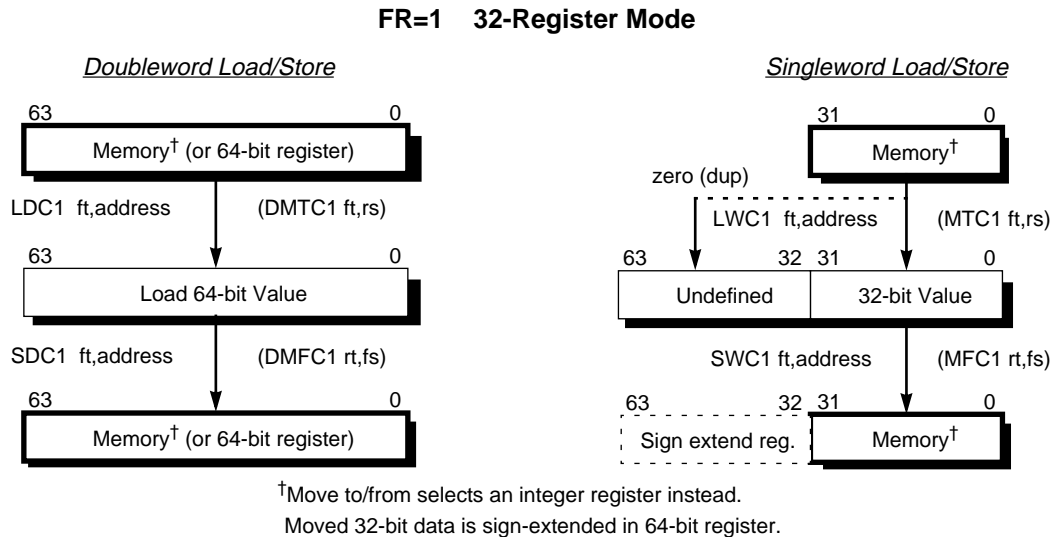 FR=1 32-Register Mode
Doubleword Load/Store
63 0
Memory† (or 64-bit register)
LDC1 ft,address (DMTC1 ft,rs)
63 0
Load 64-bit Value
SDC1 ft,address (DMFC1 rt,fs)
63 0
Memory† (or 64-bit register)
Singleword Load/Store
31 0
Memory†
zero (dup)
LWC1 ft,address (MTC1 ft,rs)
63 32 31 0
Undefined 32-bit Value
SWC1 ft,address (MFC1 rt,fs)
63 32 31 0
Sign extend reg. Memory†
†Move to/from selects an integer register instead.
Moved 32-bit data is sign-extended in 64-bit register.